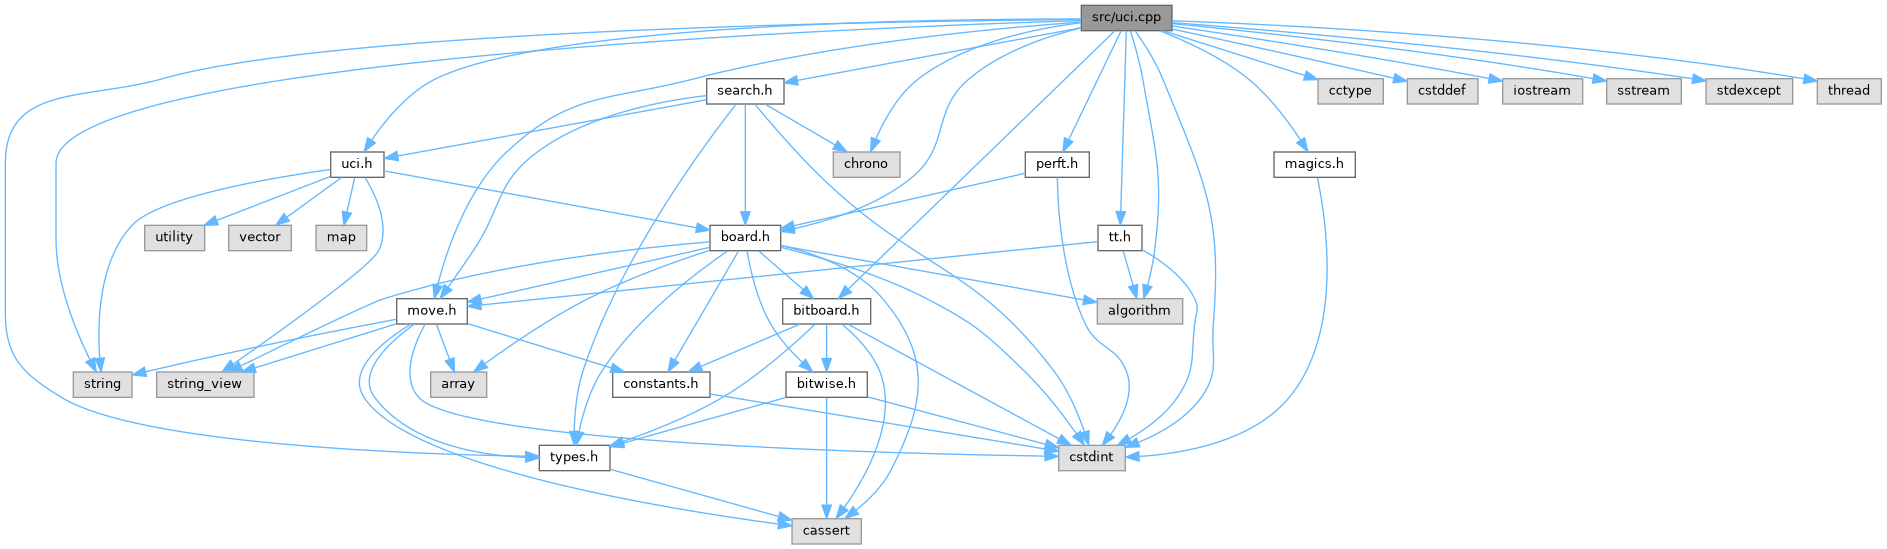 src/uci.cpp
search.h
cctype
cstddef
iostream
sstream
stdexcept
thread
uci.h
chrono
perft.h
magics.h
utility
vector
map
board.h
tt.h
move.h
bitboard.h
algorithm
string
string_view
array
constants.h
bitwise.h
types.h
cstdint
cassert